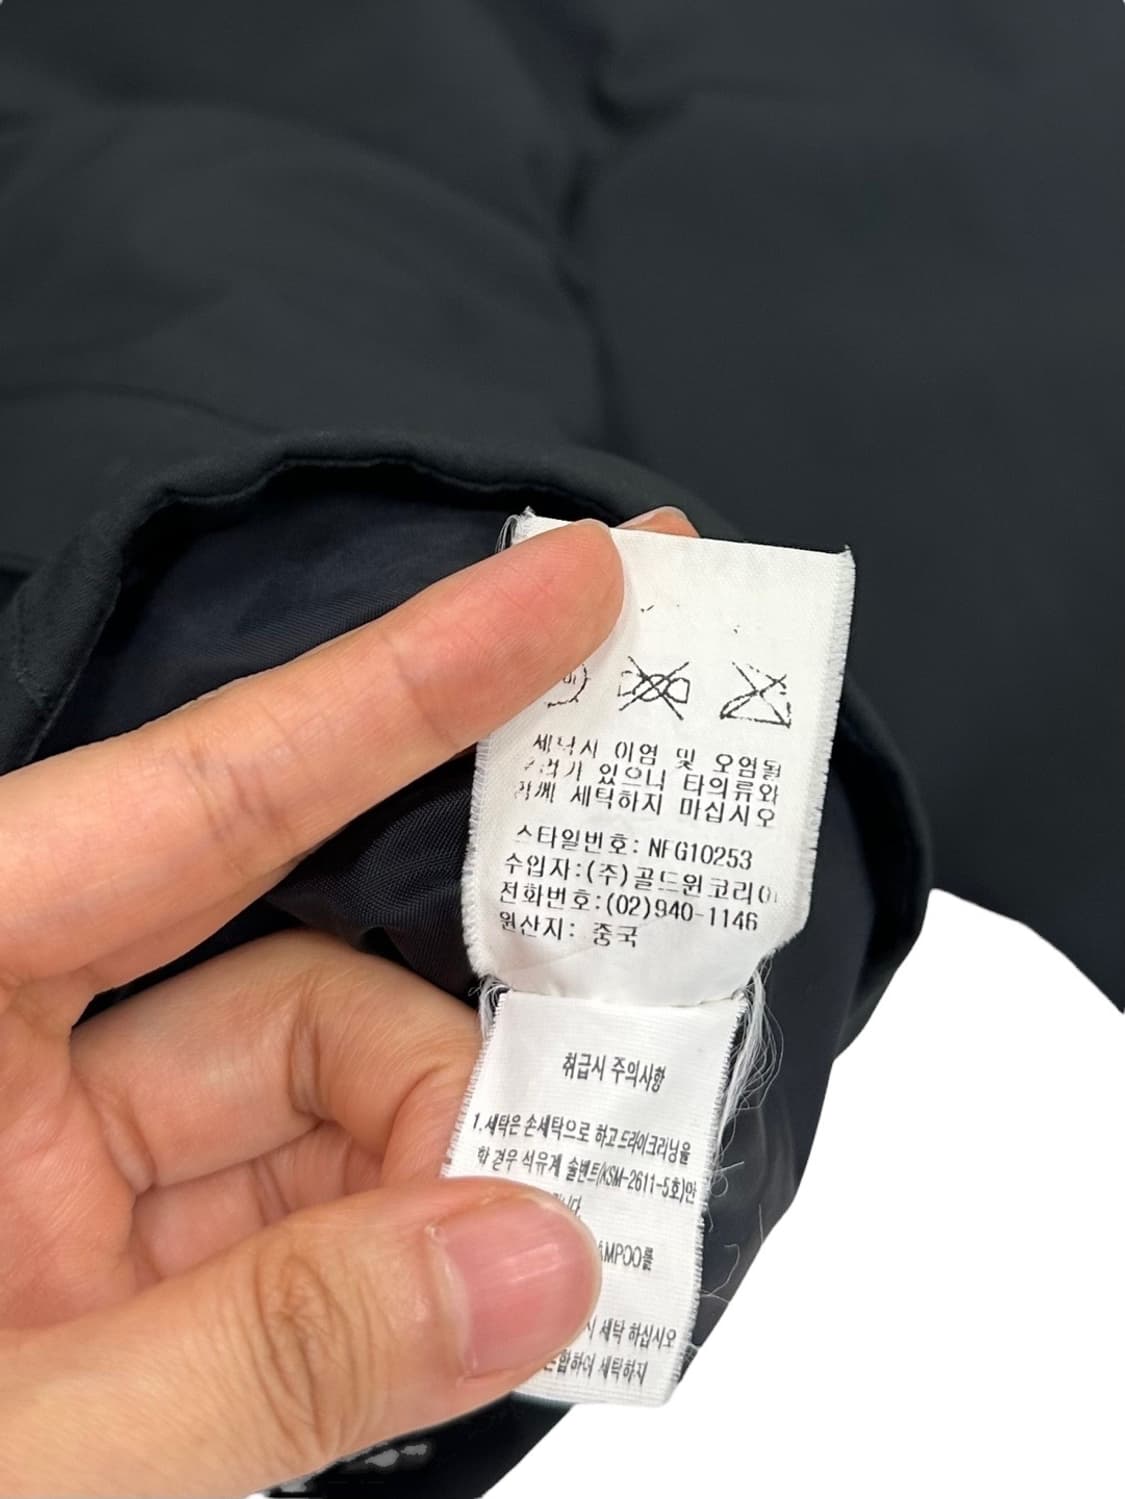 세탁시 이염 및 오염될
우려가 있으니 타의류와
함께 세탁하지 마십시오
스타일번호: NFG10253
수입자:(주)골드윈코리아
전화번호:(02)940-1146
원산지: 중국
취급시 주의사항
1.세탁은 손세탁으로 하고 드라이크리닝을
할 경우 석유계 솔벤트(KSM-2611-5호)만
세탁 하십시오
혼합하여 세탁하지